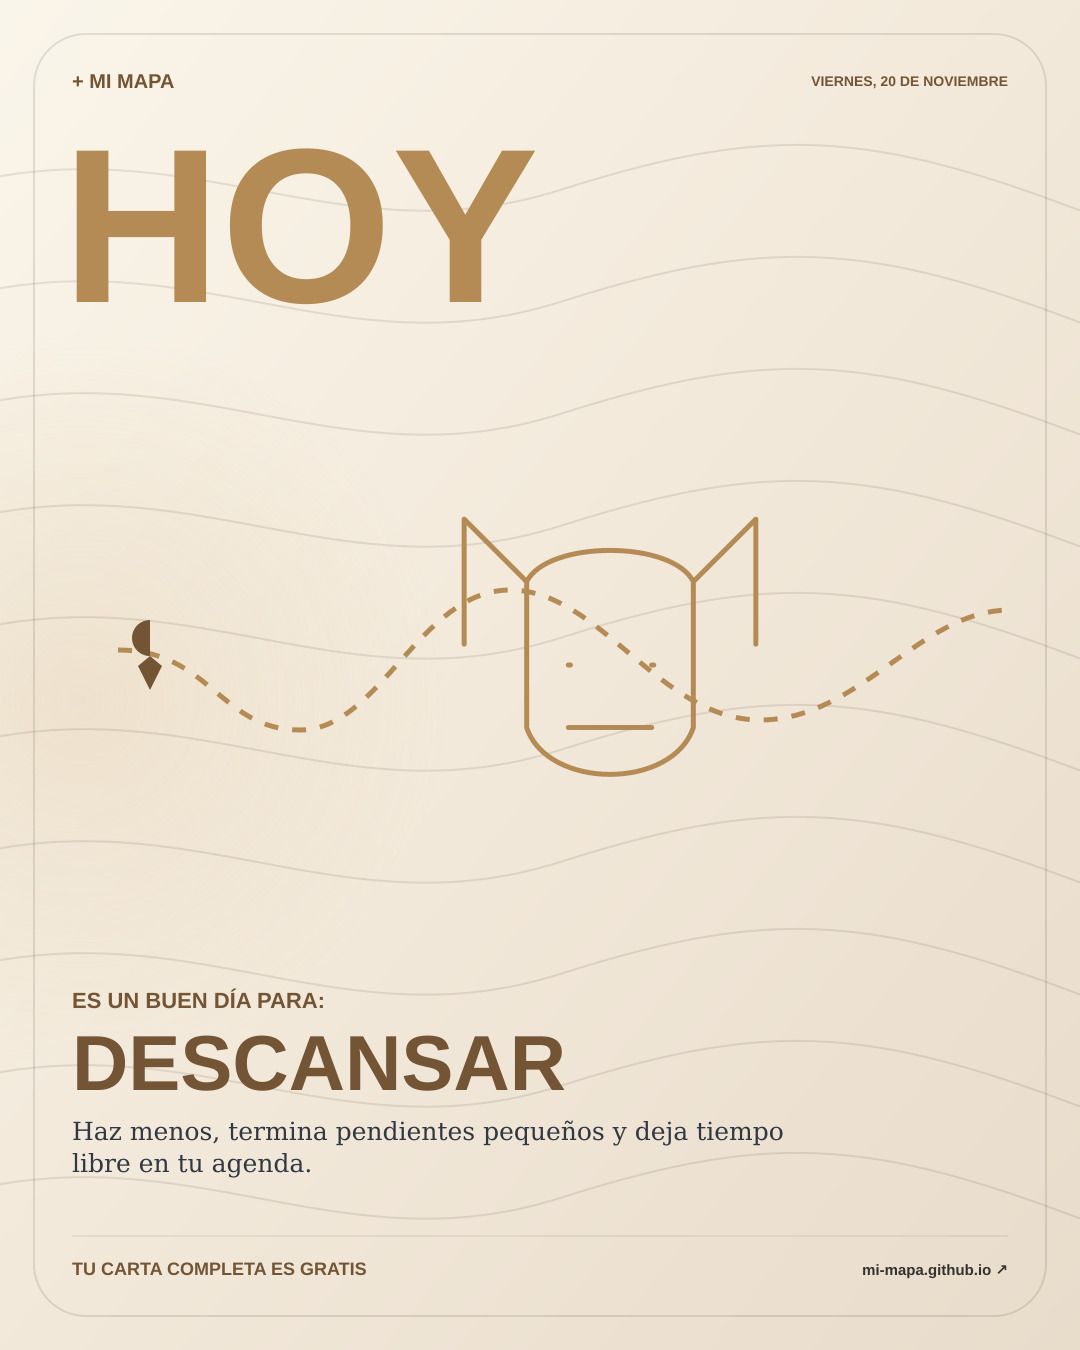 + MI MAPA
VIERNES, 20 DE NOVIEMBRE
HOY
ES UN BUEN DÍA PARA:
DESCANSAR
Haz menos, termina pendientes pequeños y deja tiempo
libre en tu agenda.
TU CARTA COMPLETA ES GRATIS
mi-mapa.github.io ↗